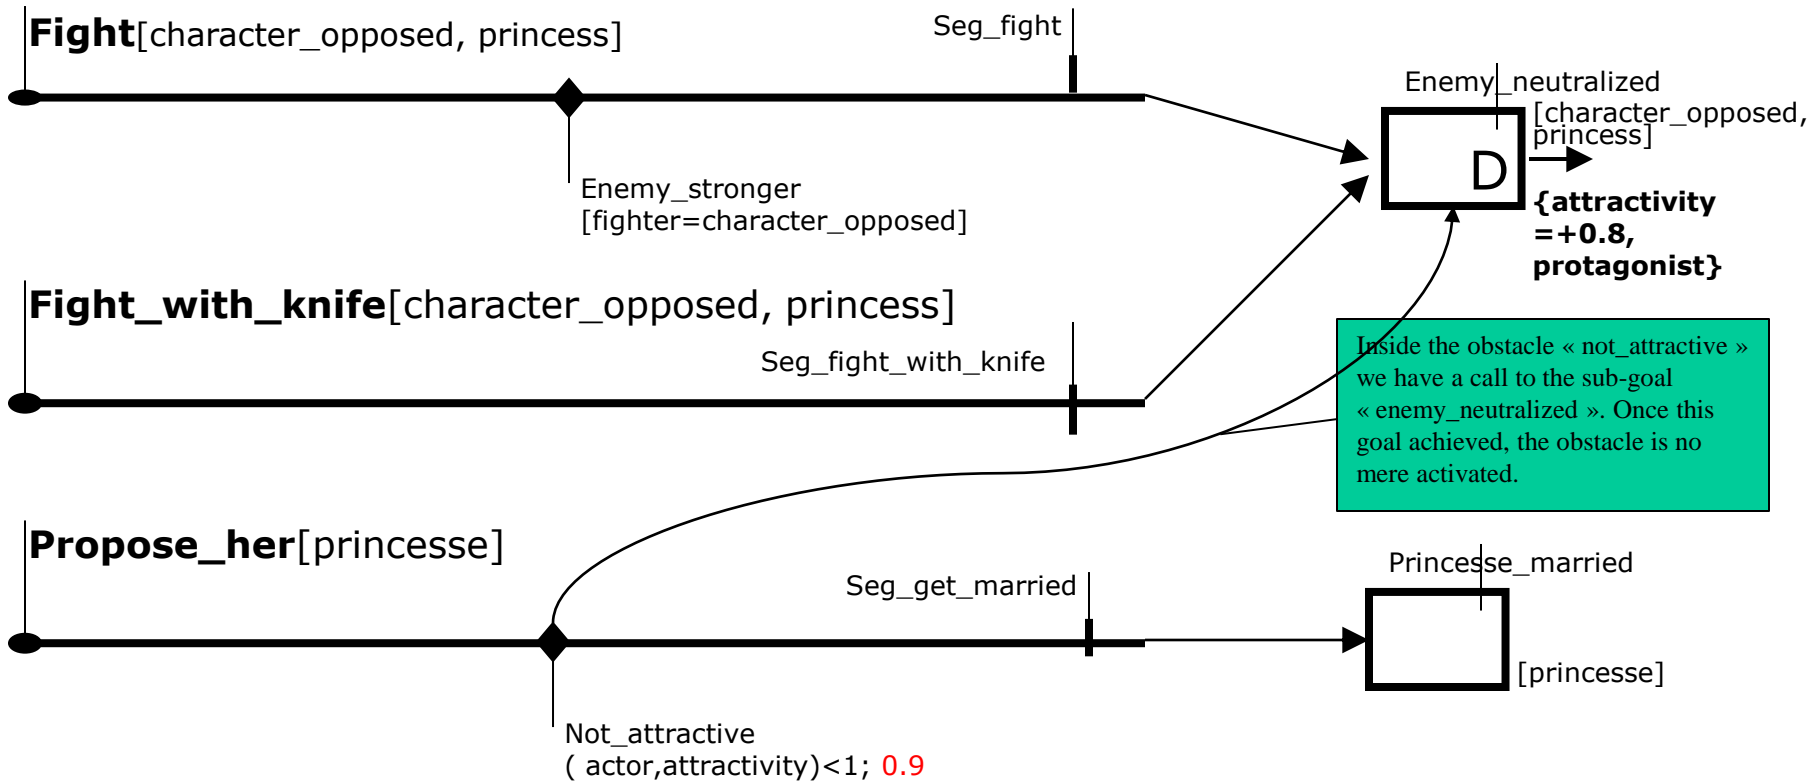 Fight[character_opposed, princess]
Seg_fight
Enemy_neutralized
[character_opposed,
princess]
D
Enemy_stronger
[fighter=character_opposed]
{attractivity
=+0.8,
protagonist}
Fight_with_knife[character_opposed, princess]
Seg_fight_with_knife
Inside the obstacle « not_attractive »
we have a call to the sub-goal
« enemy_neutralized ». Once this
goal achieved, the obstacle is no
mere activated.
Propose_her[princesse]
Seg_get_married
Princesse_married
[princesse]
Not_attractive
( actor,attractivity)<1; 0.9